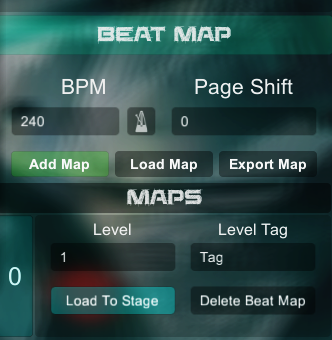 BEAT MAP
BPM Page Shift
240 0
Add Map Load Map Export Map
MAPS
Level Level Tag
0 1 Tag
Load To Stage Delete Beat Map